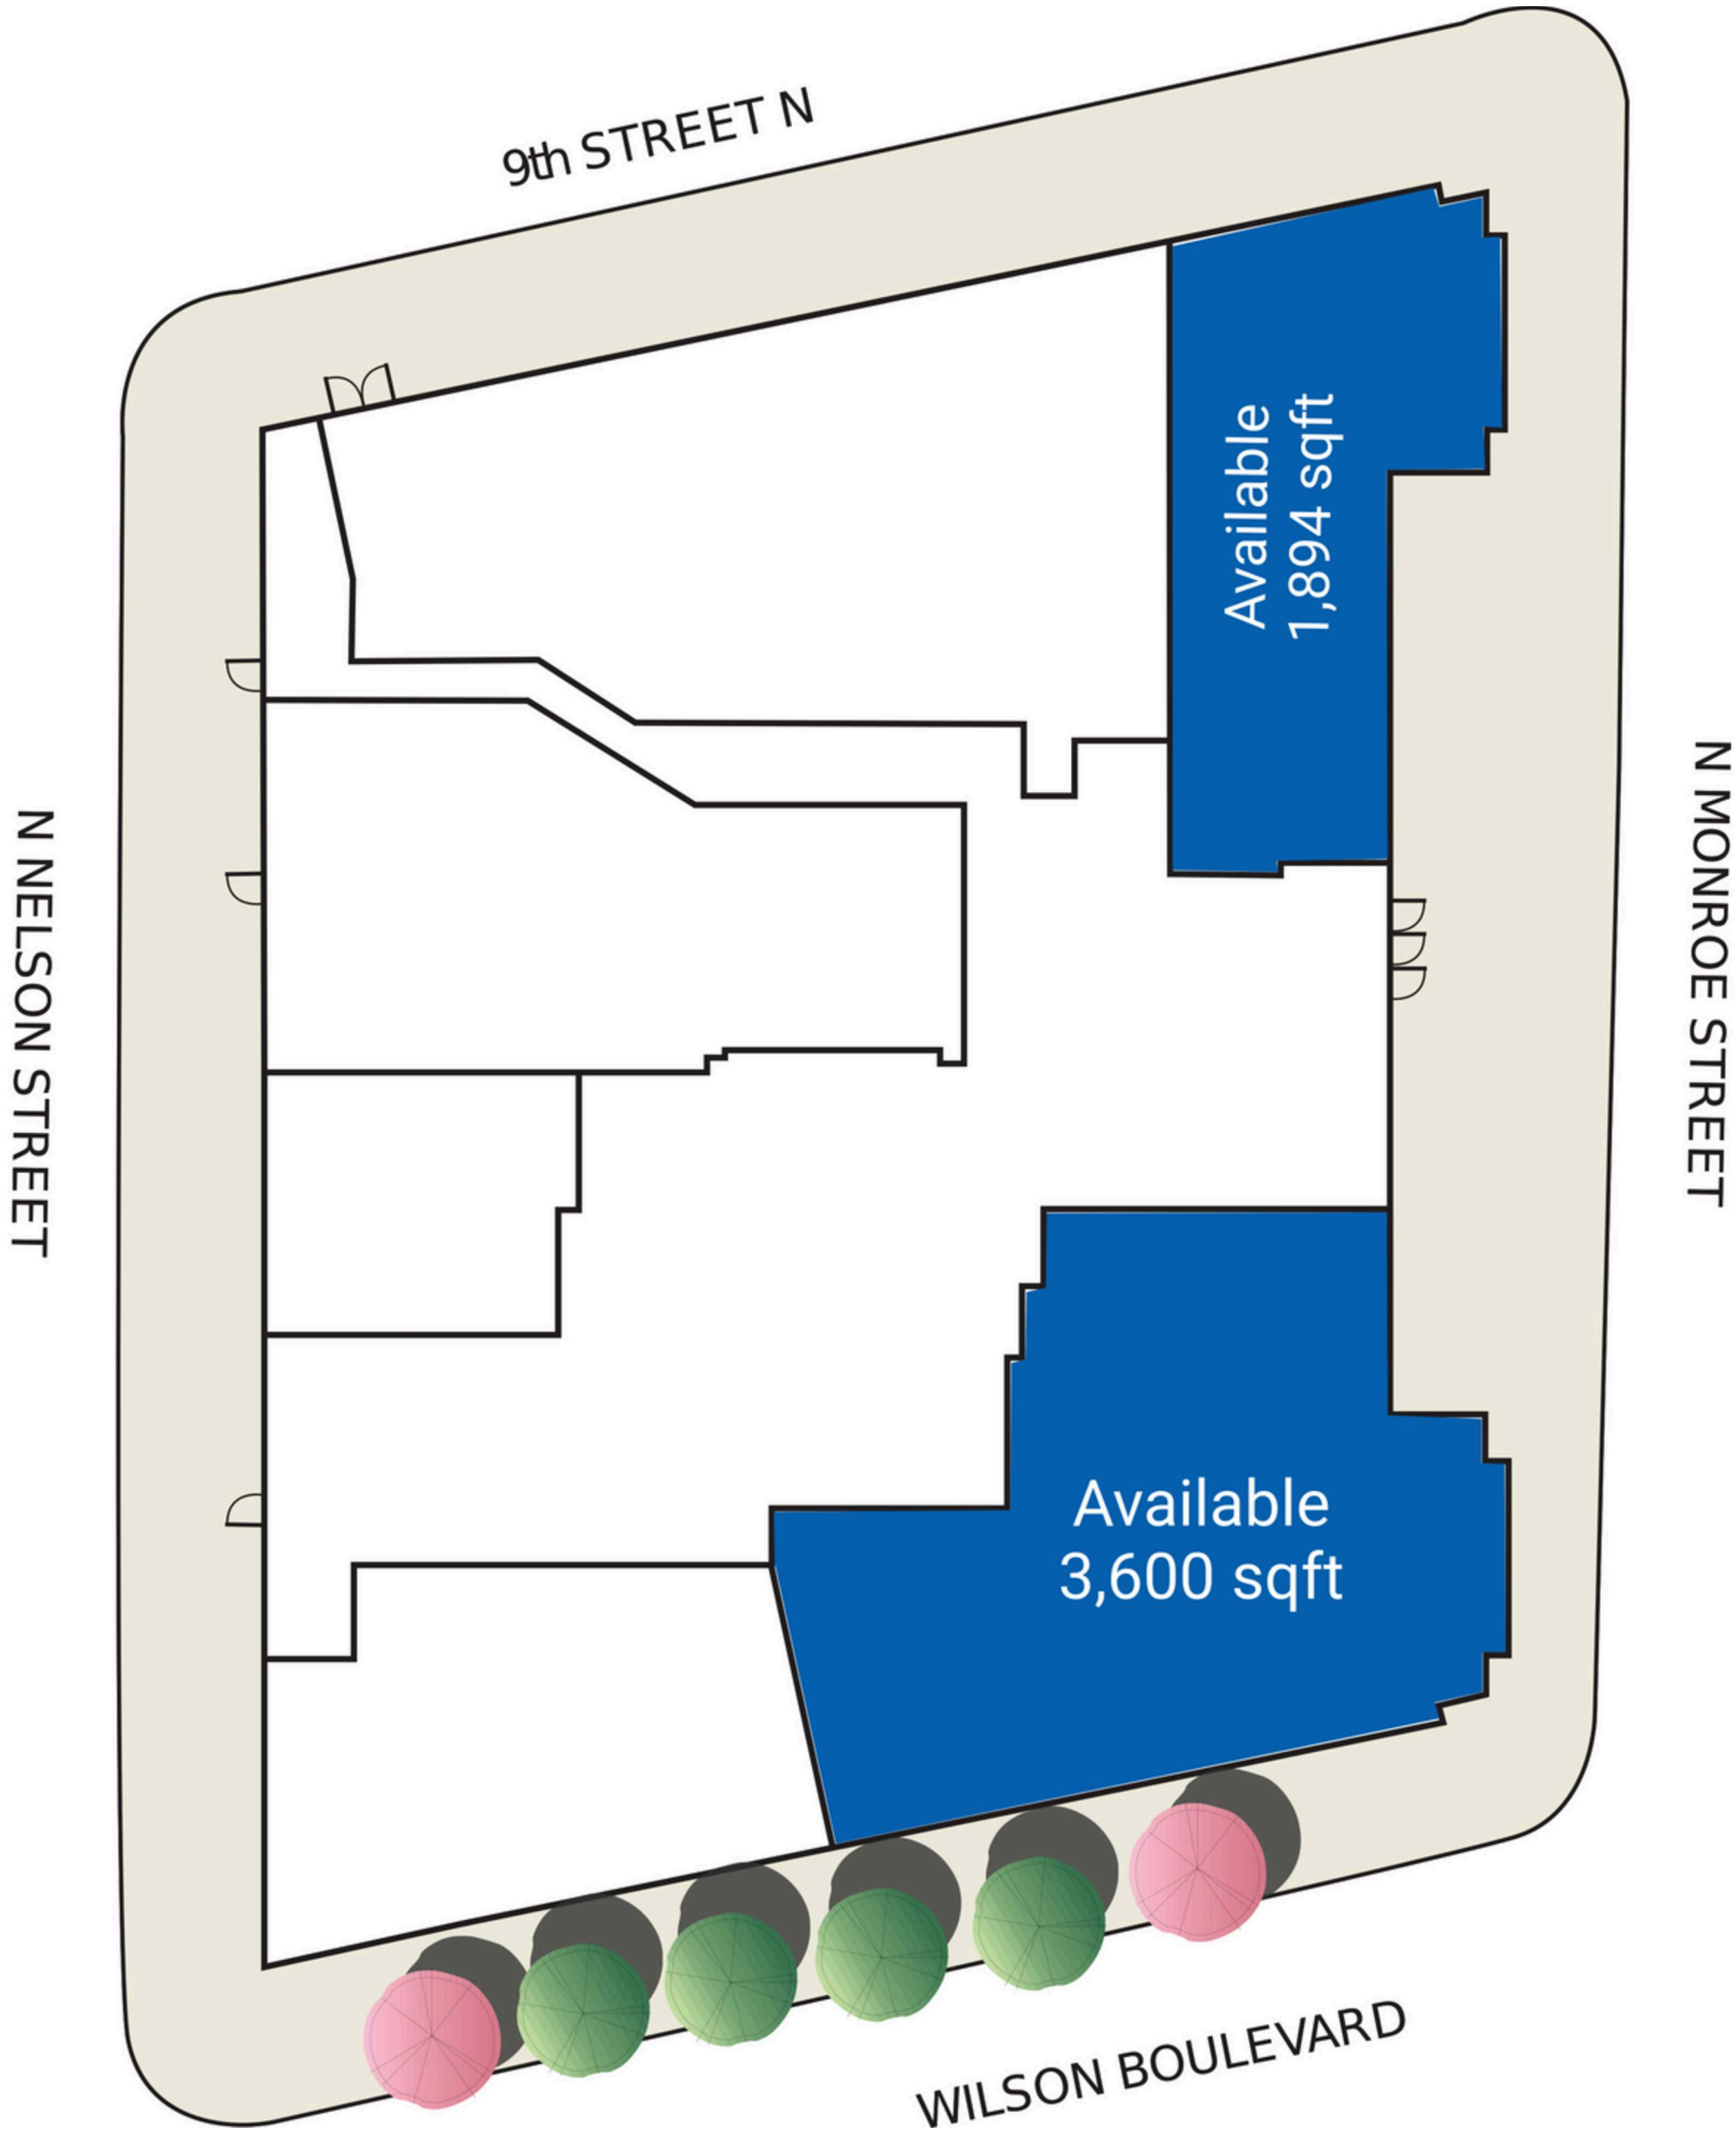 9th STREET N
Available
1,894 sqft
N NELSON STREET
N MONROE STREET
Available
3,600 sqft
WILSON BOULEVARD